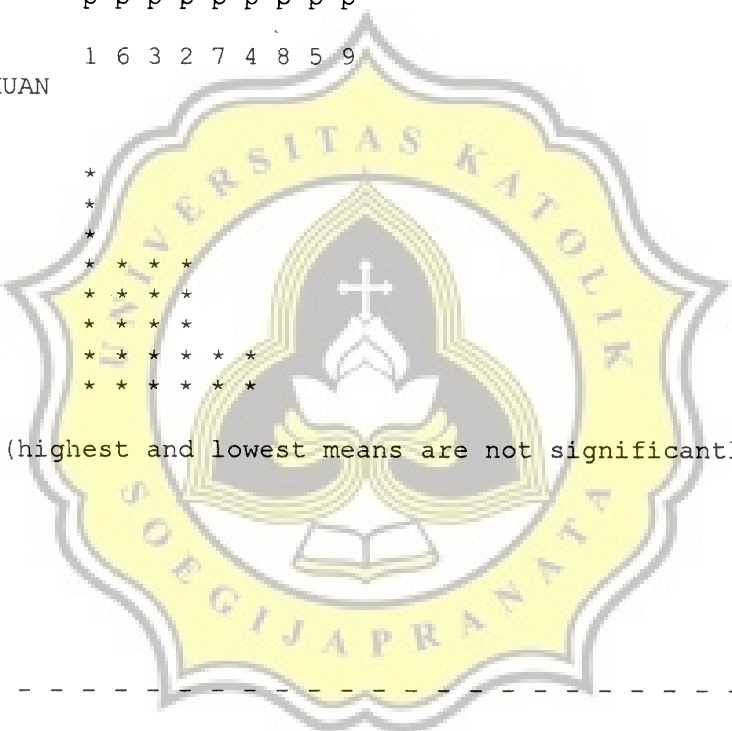 p p p p p p p p p
1 6 3 2 7 4 8 5 9
UAN
*
*
*
* * * *
* * * *
* * * *
* * * * * *
* * * * * *
(highest and lowest means are not significantl
UNIVERSITAS KATOLIK
SOEGIJAPRANATA
- - - - - - - - - - - - - - - - - - - - - - -